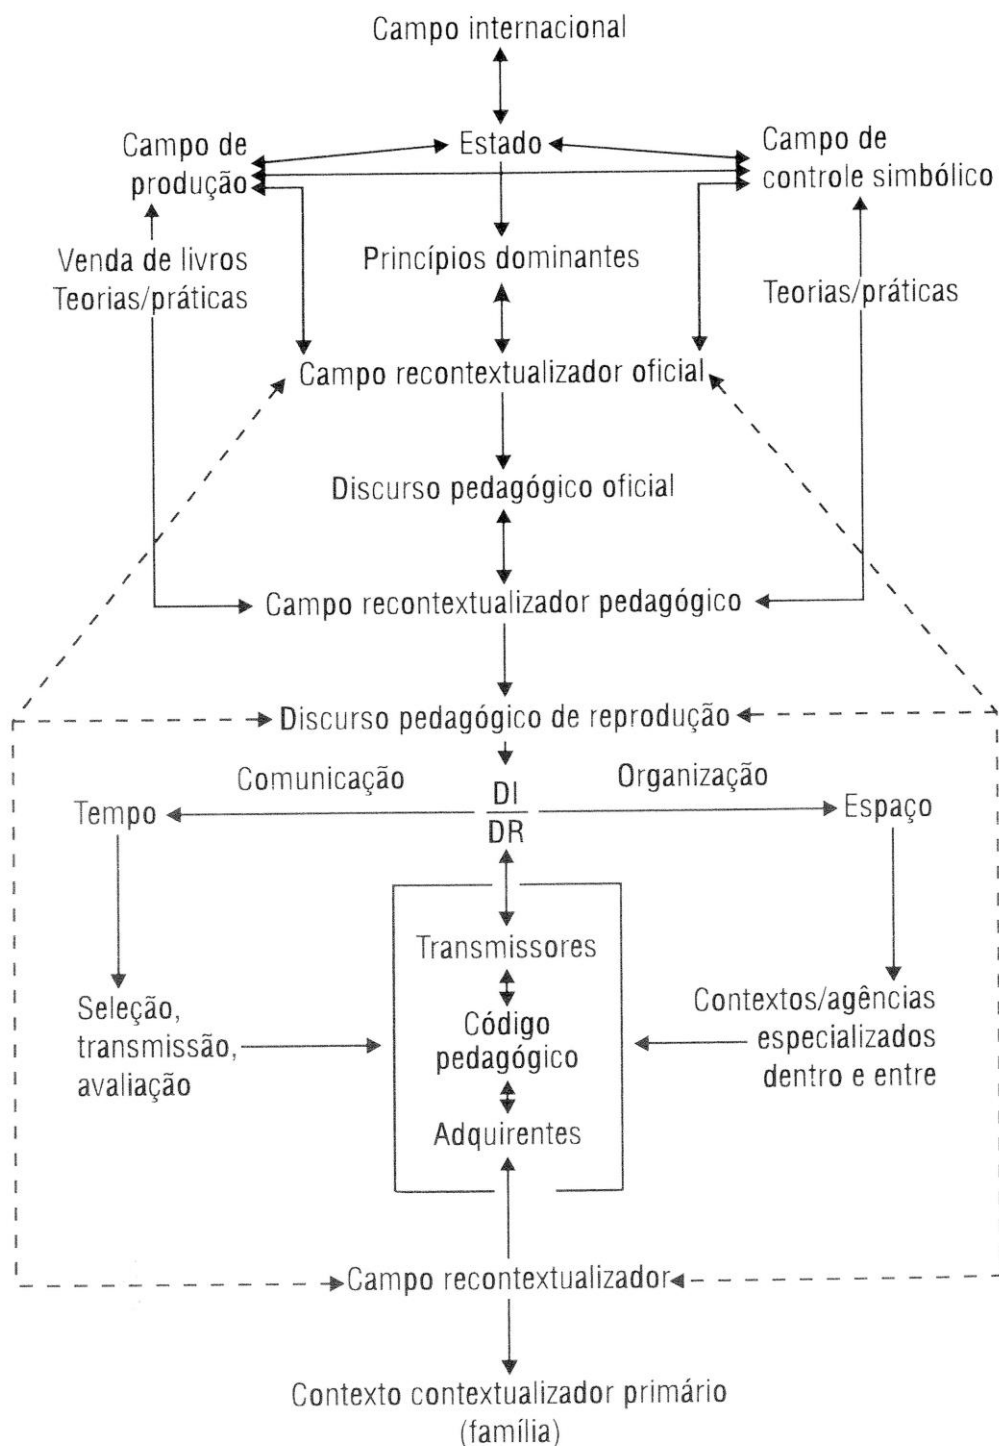 Campo internacional
Campo de
produção
Estado
Campo de
controle simbólico
Venda de livros
Teorias/práticas
Princípios dominantes
Teorias/práticas
Campo recontextualizador oficial
Discurso pedagógico oficial
Campo recontextualizador pedagógico
Discurso pedagógico de reprodução
Comunicação
Organização
Tempo
DI
DR
Espaço
Transmissores
Seleção,
transmissão,
avaliação
Código
pedagógico
Contextos/agências
especializados
dentro e entre
Adquirentes
Campo recontextualizador
Contexto contextualizador primário
(família)